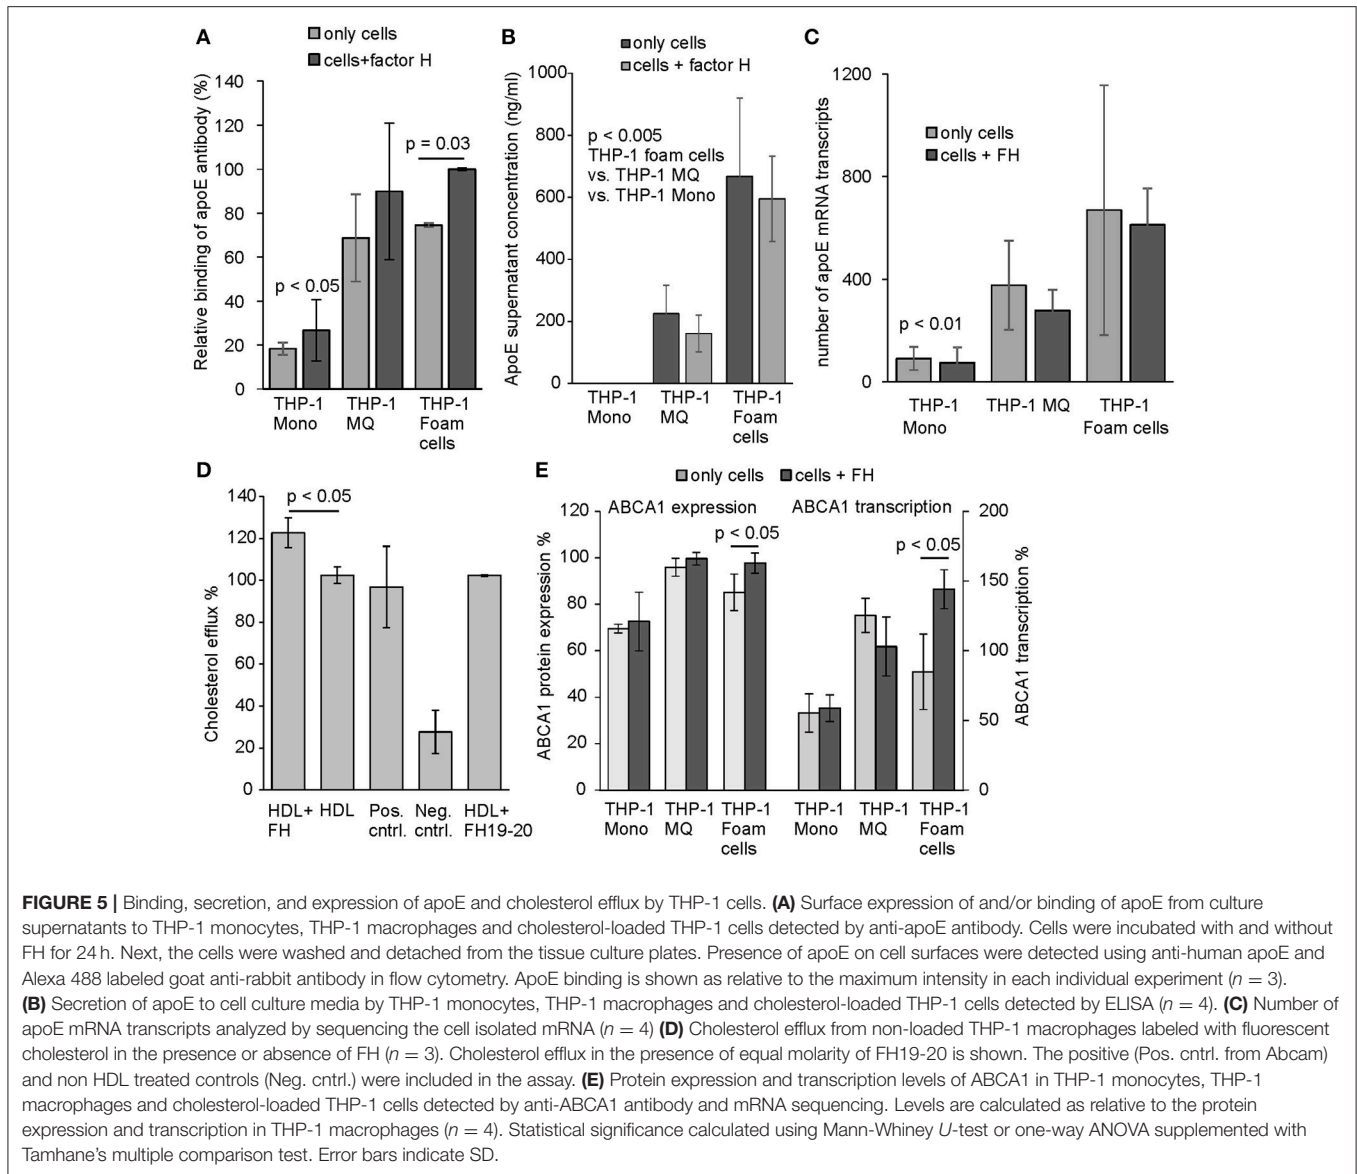 A
only cells
cells+factor H
Relative binding of apoE antibody (%)
140
120
100
80
60
40
20
0
p < 0.05
p = 0.03
THP-1 THP-1 THP-1
Mono MQ Foam
cells
B
only cells
cells + factor H
ApoE supernatant concentration (ng/ml)
1000
800
600
400
200
0
p < 0.005
THP-1 foam cells
vs. THP-1 MQ
vs. THP-1 Mono
THP-1 THP-1 THP-1
Mono MQ Foam
cells
C
only cells
cells + FH
number of apoE mRNA transcripts
1200
800
400
0
p < 0.01
THP-1 THP-1 MQ THP-1
Mono Foam cells
D
Cholesterol efflux %
140
120
100
80
60
40
20
0
p < 0.05
HDL+ HDL Pos. Neg. HDL+
FH cntrl. cntrl. FH19-20
E
only cells
cells + FH
ABCA1 expression
ABCA1 transcription
ABCA1 protein expression %
120
100
80
60
40
20
0
p < 0.05
p < 0.05
200
150
100
50
0
ABCA1 transcription %
THP-1 THP-1 THP-1 THP-1 THP-1 THP-1
Mono MQ Foam Mono MQ Foam
cells cells
FIGURE 5 | Binding, secretion, and expression of apoE and cholesterol efflux by THP-1 cells. (A) Surface expression of and/or binding of apoE from culture
supernatants to THP-1 monocytes, THP-1 macrophages and cholesterol-loaded THP-1 cells detected by anti-apoE antibody. Cells were incubated with and without
FH for 24 h. Next, the cells were washed and detached from the tissue culture plates. Presence of apoE on cell surfaces were detected using anti-human apoE and
Alexa 488 labeled goat anti-rabbit antibody in flow cytometry. ApoE binding is shown as relative to the maximum intensity in each individual experiment (n = 3).
(B) Secretion of apoE to cell culture media by THP-1 monocytes, THP-1 macrophages and cholesterol-loaded THP-1 cells detected by ELISA (n = 4). (C) Number of
apoE mRNA transcripts analyzed by sequencing the cell isolated mRNA (n = 4) (D) Cholesterol efflux from non-loaded THP-1 macrophages labeled with fluorescent
cholesterol in the presence or absence of FH (n = 3). Cholesterol efflux in the presence of equal molarity of FH19-20 is shown. The positive (Pos. cntrl. from Abcam)
and non HDL treated controls (Neg. cntrl.) were included in the assay. (E) Protein expression and transcription levels of ABCA1 in THP-1 monocytes, THP-1
macrophages and cholesterol-loaded THP-1 cells detected by anti-ABCA1 antibody and mRNA sequencing. Levels are calculated as relative to the protein
expression and transcription in THP-1 macrophages (n = 4). Statistical significance calculated using Mann-Whiney U-test or one-way ANOVA supplemented with
Tamhane's multiple comparison test. Error bars indicate SD.